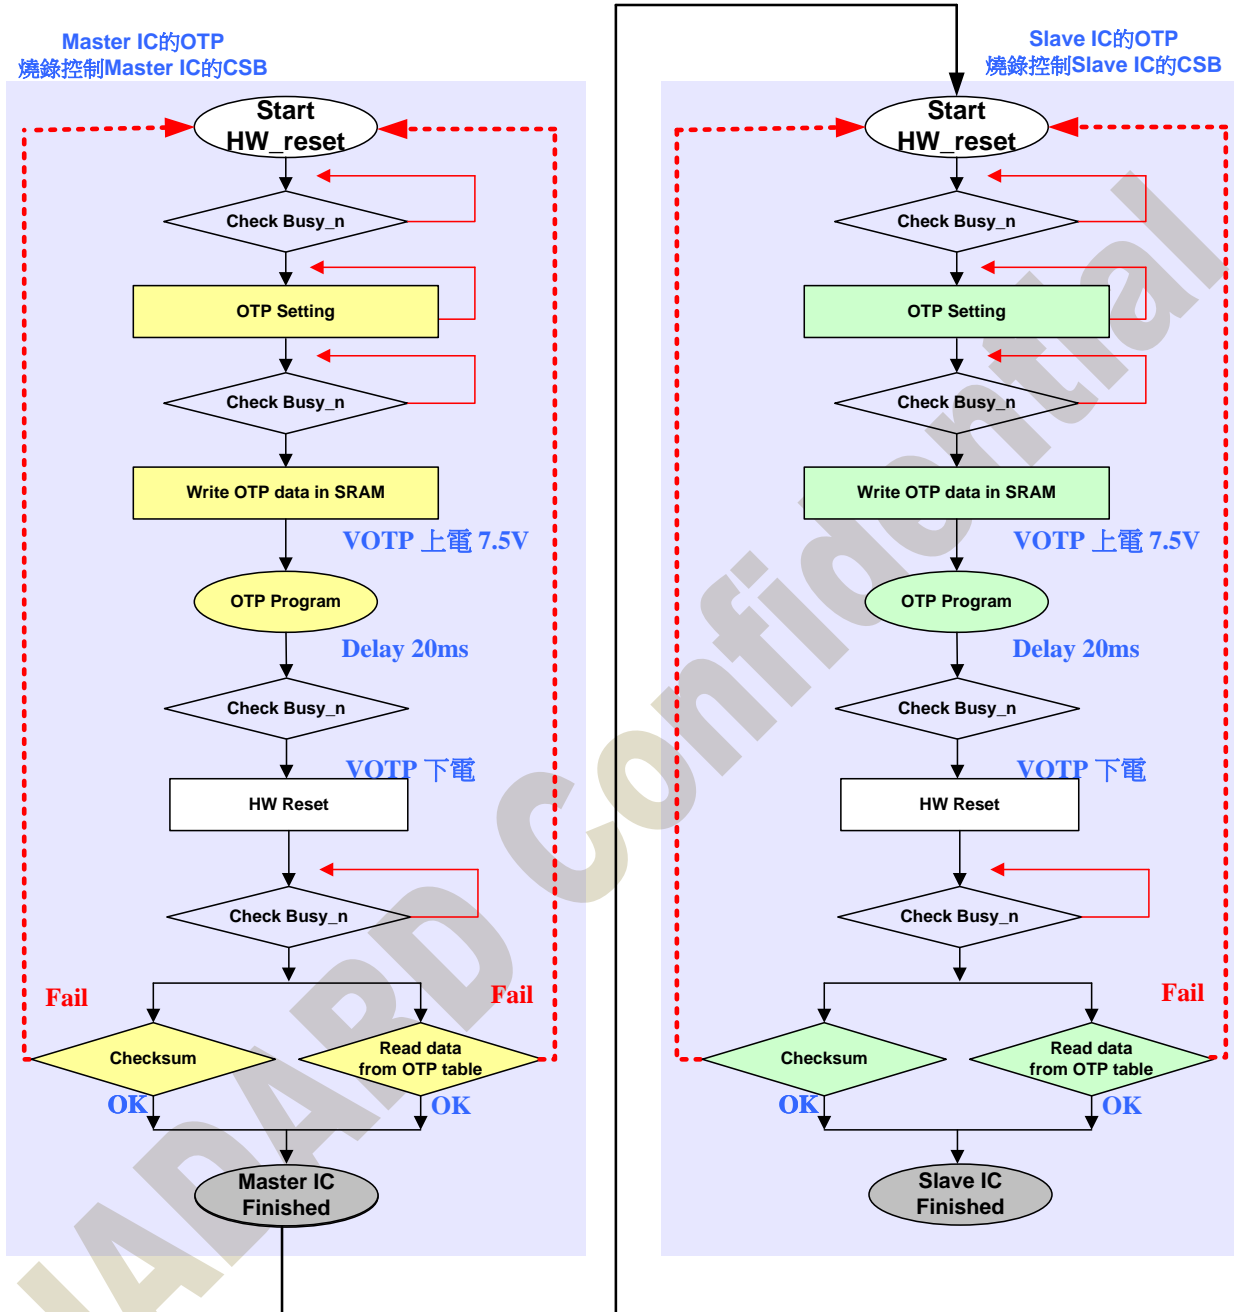 Master IC的OTP
燒錄控制Master IC的CSB
Start
HW_reset
Check Busy_n
OTP Setting
Check Busy_n
Write OTP data in SRAM
VOTP 上電 7.5V
OTP Program
Delay 20ms
Check Busy_n
VOTP 下電
HW Reset
Check Busy_n
Fail
Fail
Checksum
Read data
from OTP table
OK
OK
Master IC
Finished
Slave IC的OTP
燒錄控制Slave IC的CSB
Start
HW_reset
Check Busy_n
OTP Setting
Check Busy_n
Write OTP data in SRAM
VOTP 上電 7.5V
OTP Program
Delay 20ms
Check Busy_n
VOTP 下電
HW Reset
Check Busy_n
Fail
Checksum
Read data
from OTP table
OK
OK
Slave IC
Finished
JADARD Confidential